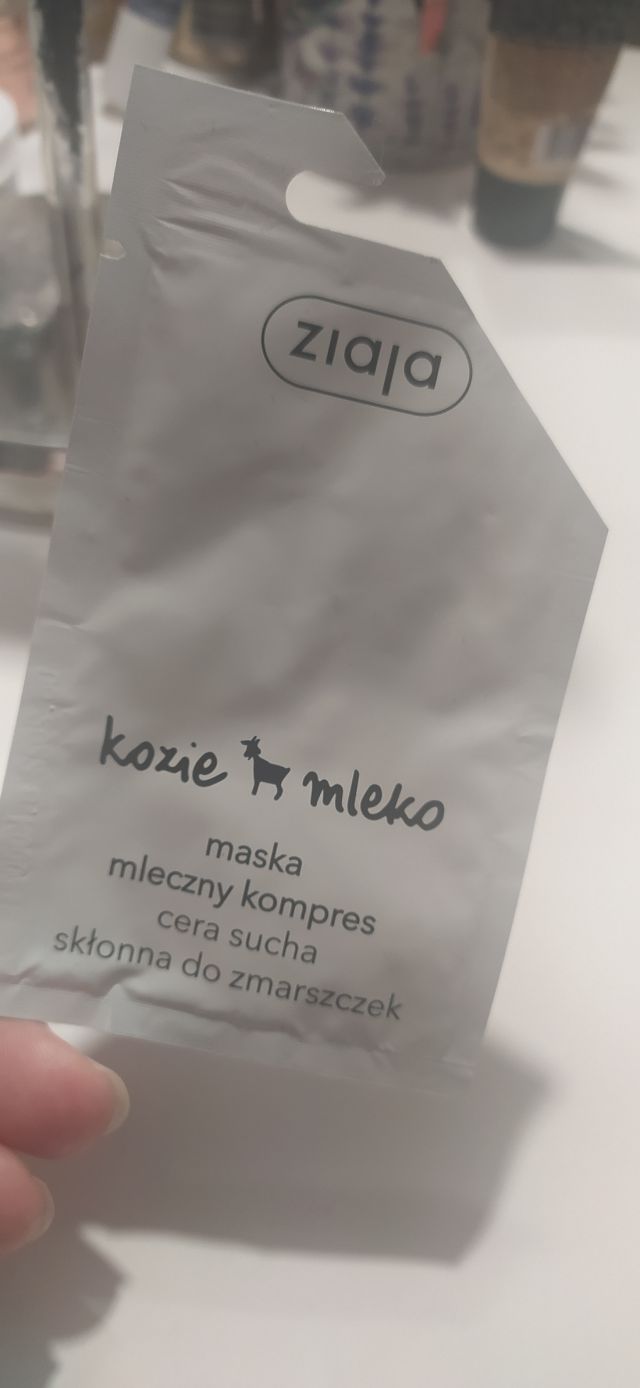 ziaja
kozie mleko
maska
mleczny kompres
cera sucha
skłonna do zmarszczek